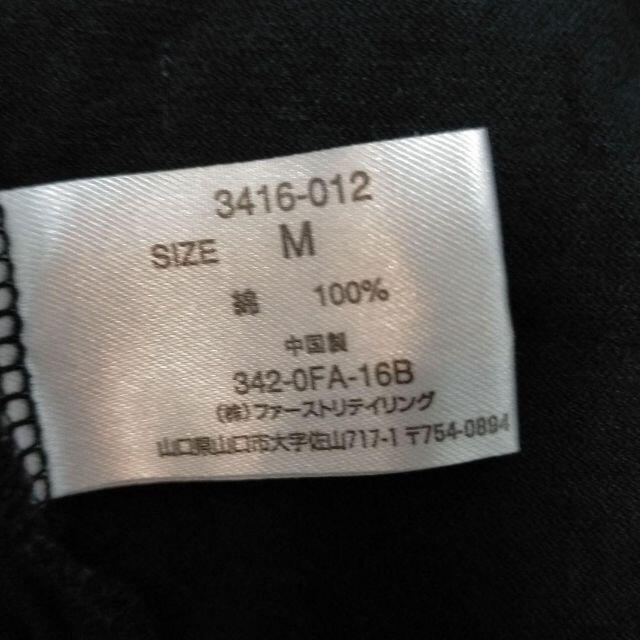 3416-012
SIZE M
綿 100%
中国製
342-0FA-16B
(株)ファーストリテイリング
山口県山口市大字佐山717-1 〒754-0894